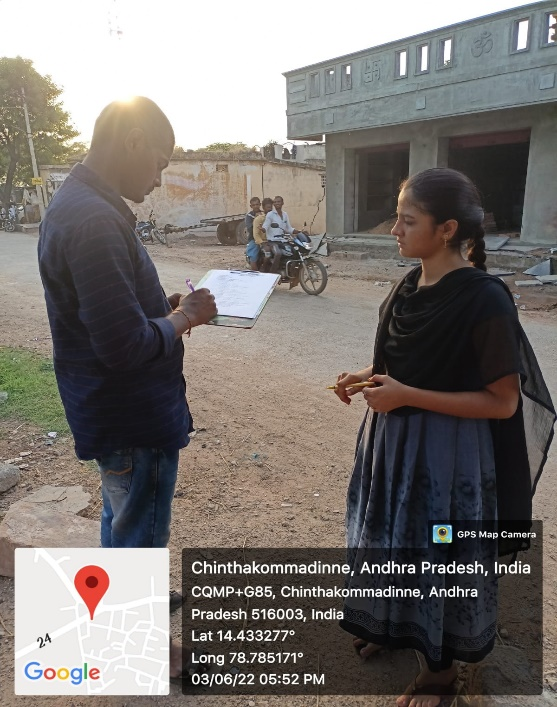 GPS Map Camera
Chinthakommadinne, Andhra Pradesh, India
CQMP+G85, Chinthakommadinne, Andhra
Pradesh 516003, India
Lat 14.433277°
Long 78.785171°
03/06/22 05:52 PM
24
Google